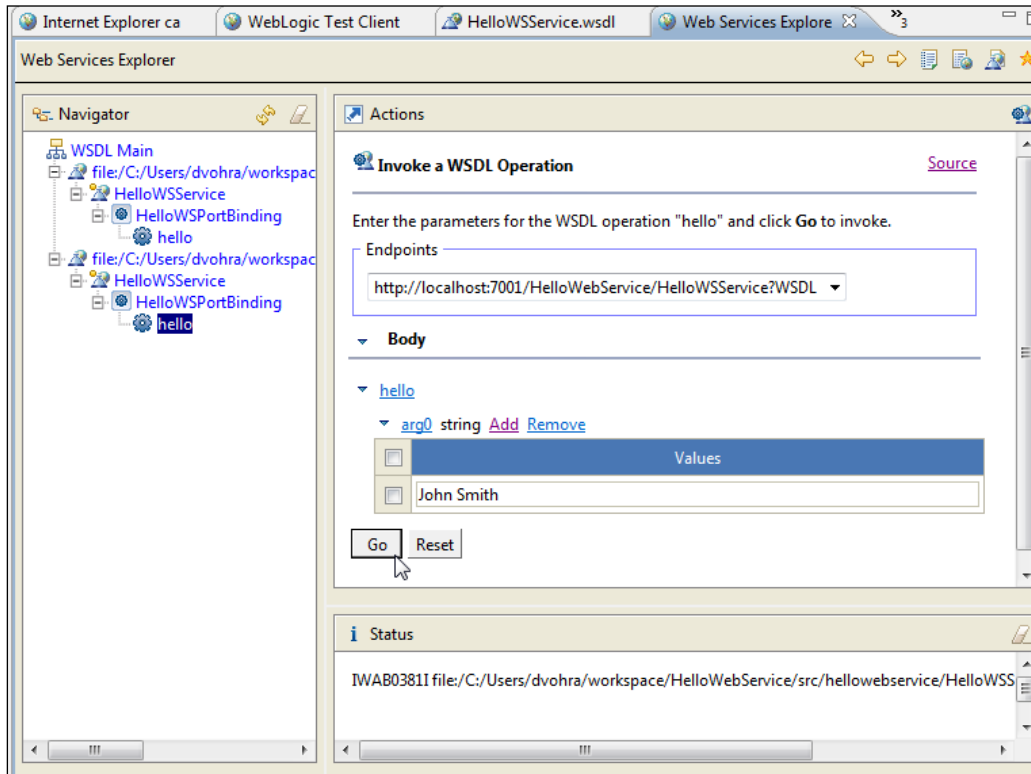 Internet Explorer ca
WebLogic Test Client
HelloWSService.wsdl
Web Services Explore
»3
Web Services Explorer
Navigator
WSDL Main
file:/C:/Users/dvohra/workspac
HelloWSService
HelloWSPortBinding
hello
file:/C:/Users/dvohra/workspac
HelloWSService
HelloWSPortBinding
hello
Actions
Invoke a WSDL Operation
Source
Enter the parameters for the WSDL operation "hello" and click Go to invoke.
Endpoints
http://localhost:7001/HelloWebService/HelloWSService?WSDL
Body
hello
arg0 string Add Remove
Values
John Smith
Go Reset
i Status
IWAB0381I file:/C:/Users/dvohra/workspace/HelloWebService/src/hellowebservice/HelloWSS